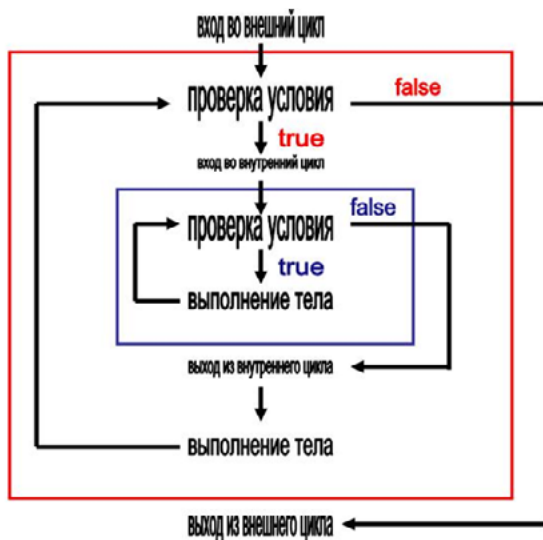 вход во внешний цикл
проверка условия
false
true
вход во внутренний цикл
проверка условия
false
true
выполнение тела
выход из внутреннего цикла
выполнение тела
выход из внешнего цикла